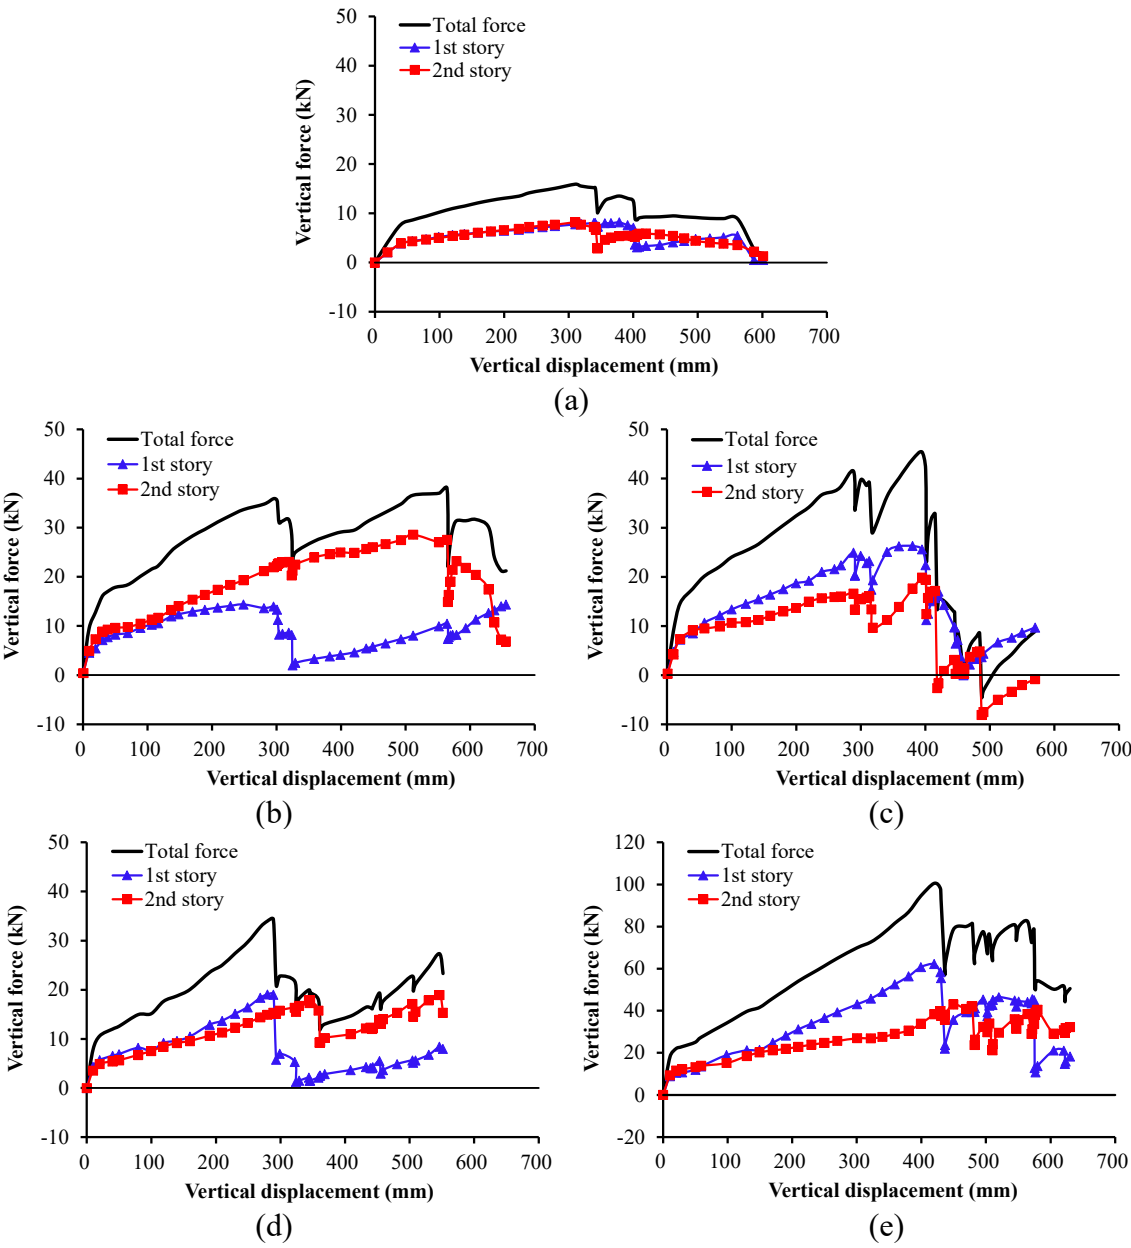 50
40
30
20
10
0
-10
Vertical force (kN)
Total force
1st story
2nd story
0 100 200 300 400 500 600 700
Vertical displacement (mm)
(a)
50
40
30
20
10
0
-10
Vertical force (kN)
Total force
1st story
2nd story
0 100 200 300 400 500 600 700
Vertical displacement (mm)
(b)
50
40
30
20
10
0
-10
Vertical force (kN)
Total force
1st story
2nd story
0 100 200 300 400 500 600 700
Vertical displacement (mm)
(c)
50
40
30
20
10
0
-10
Vertical force (kN)
Total force
1st story
2nd story
0 100 200 300 400 500 600 700
Vertical displacement (mm)
(d)
120
100
80
60
40
20
0
-20
Vertical force (kN)
Total force
1st story
2nd story
0 100 200 300 400 500 600 700
Vertical displacement (mm)
(e)